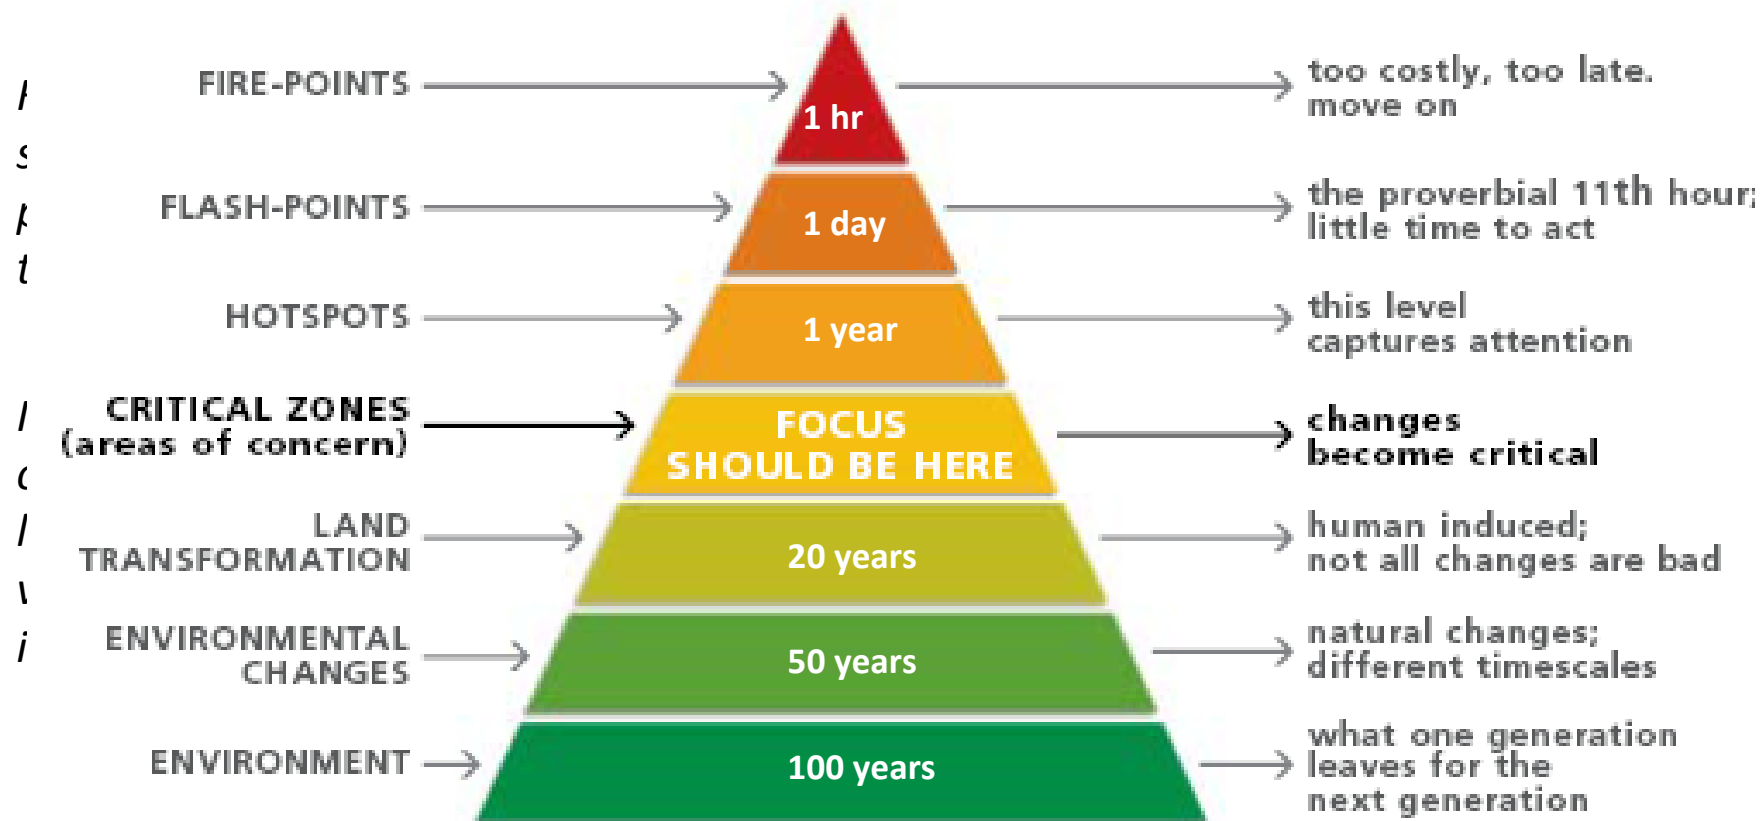 FIRE-POINTS
1 hr
too costly, too late.
move on
FLASH-POINTS
1 day
the proverbial 11th hour;
little time to act
HOTSPOTS
1 year
this level
captures attention
CRITICAL ZONES
(areas of concern)
FOCUS
SHOULD BE HERE
changes
become critical
LAND
TRANSFORMATION
20 years
human induced;
not all changes are bad
ENVIRONMENTAL
CHANGES
50 years
natural changes;
different timescales
ENVIRONMENT
100 years
what one generation
leaves for the
next generation